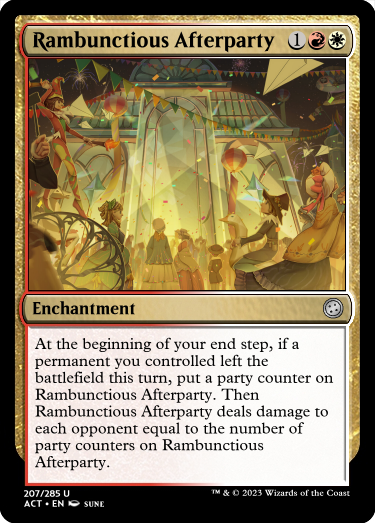 Rambunctious Afterparty 1
Enchantment
At the beginning of your end step, if a
permanent you controlled left the
battlefield this turn, put a party counter on
Rambunctious Afterparty. Then
Rambunctious Afterparty deals damage to
each opponent equal to the number of
party counters on Rambunctious
Afterparty.
207/285 U
ACT • EN SUNE
™ & © 2023 Wizards of the Coast